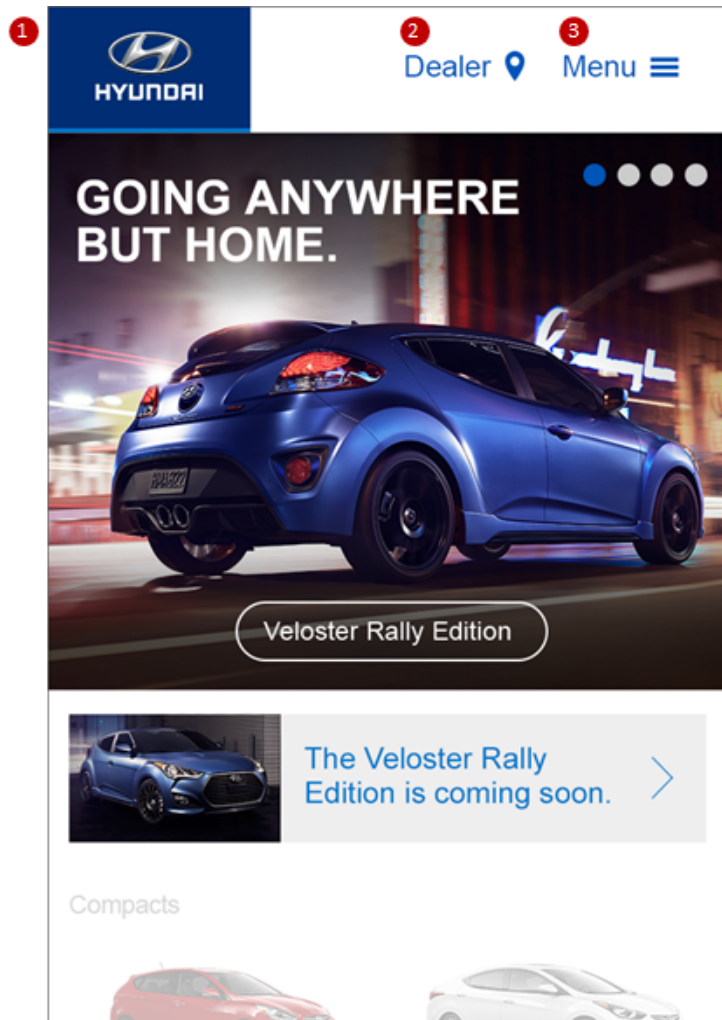 1
2
3
HYUNDAI
Dealer
Menu
GOING ANYWHERE
BUT HOME.
Veloster Rally Edition
The Veloster Rally
Edition is coming soon.
Compacts